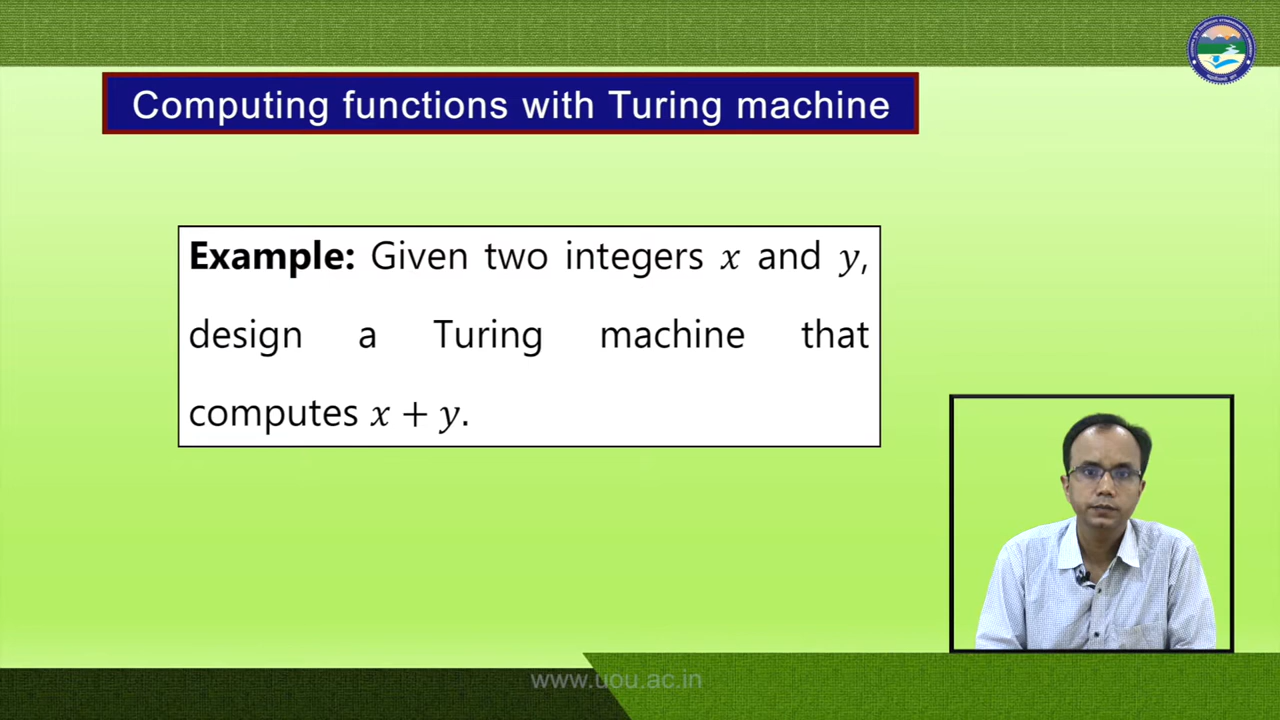 Computing functions with Turing machine
Example: Given two integers x and y,
design a Turing machine that
computes x + y.
www.uou.ac.in